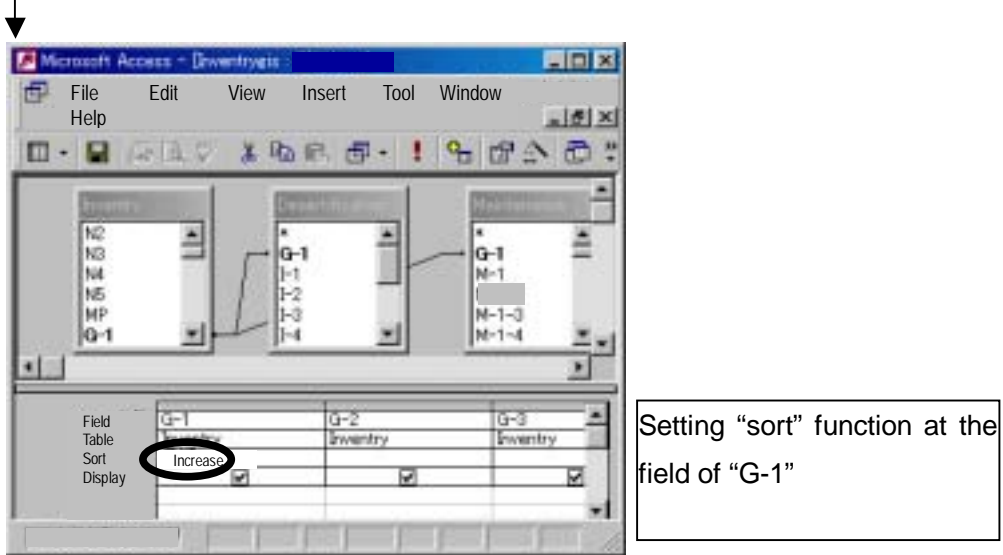 Microsoft Access - [Inventrygis :
File Edit View Insert Tool Window
Help
Inventry
N2
N3
N4
N5
MP
G-1
*
G-1
I-1
I-2
I-3
I-4
*
G-1
M-1
M-1-3
M-1-4
Field G-1 G-2 G-3
Table Inventry Inventry Inventry
Sort Increase
Display
Setting “sort” function at the
field of “G-1”